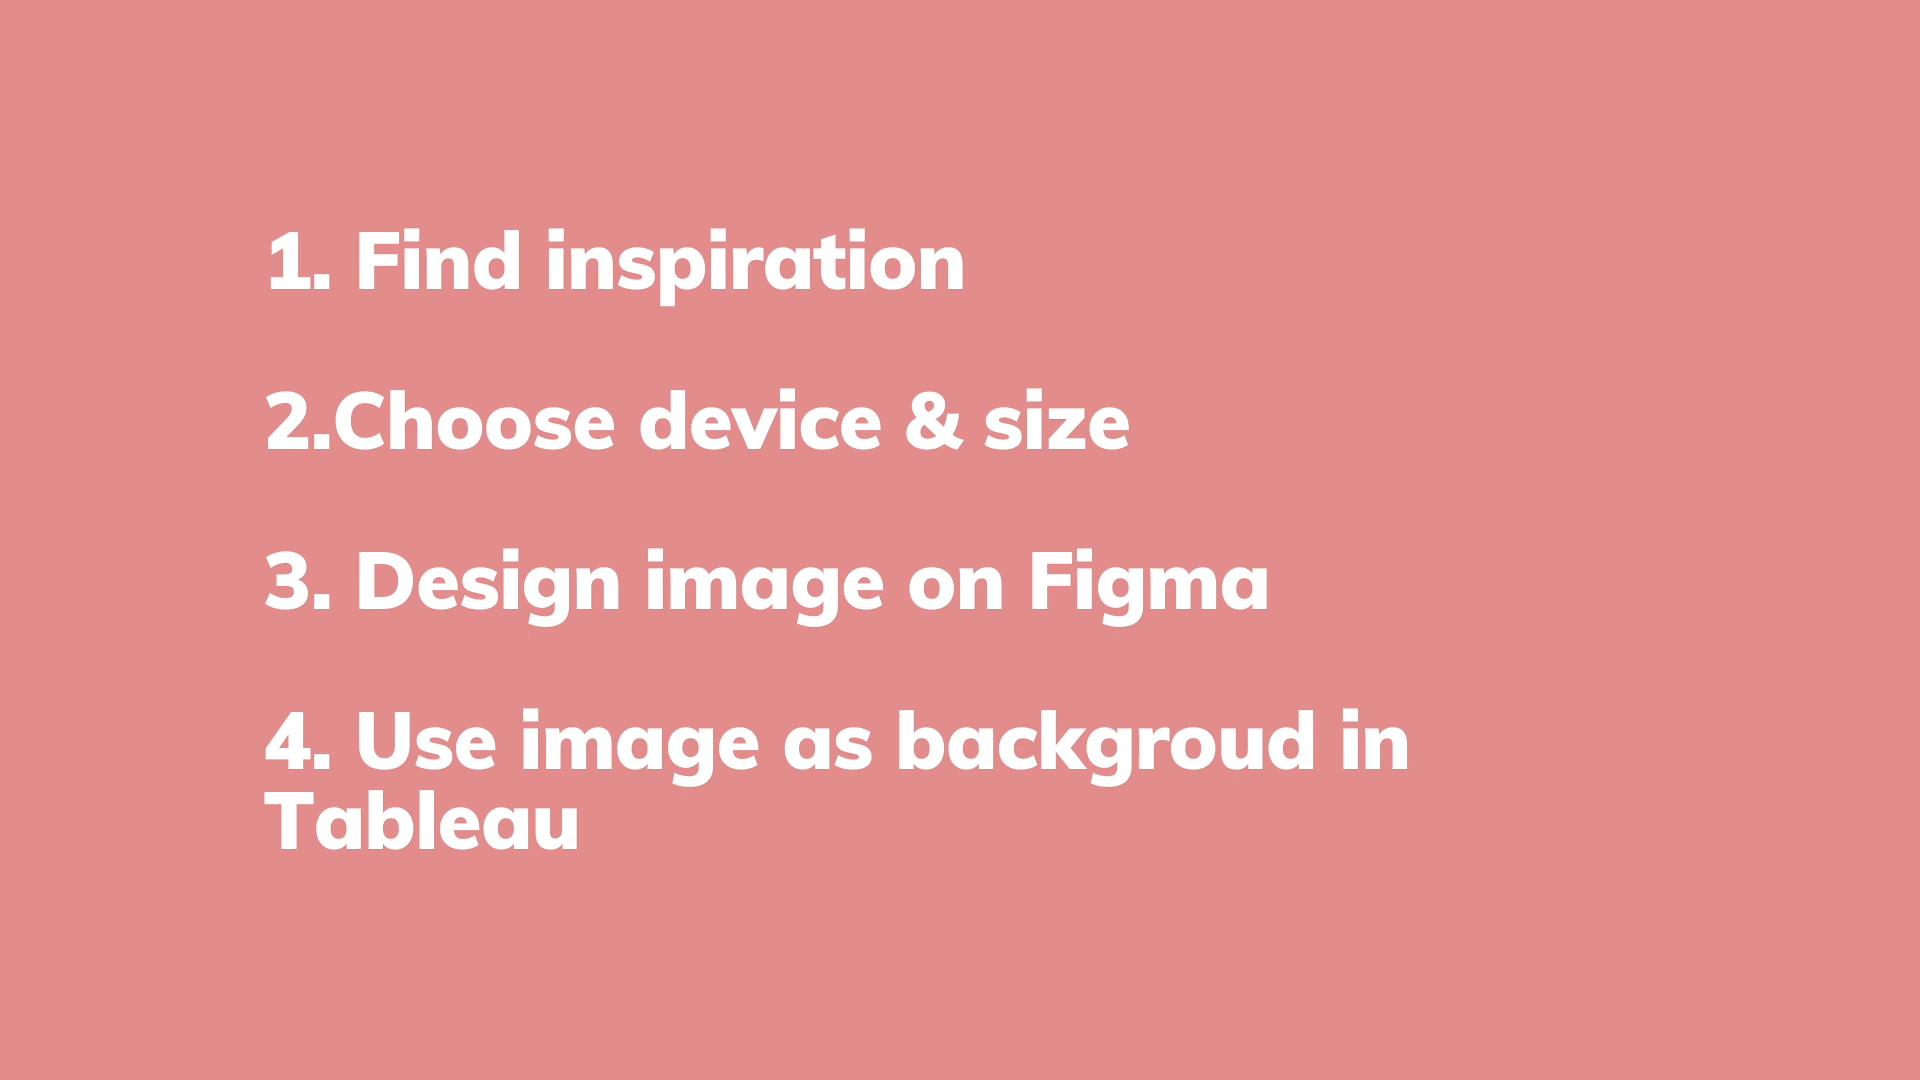 1. Find inspiration
2.Choose device & size
3. Design image on Figma
4. Use image as backgroud in
Tableau